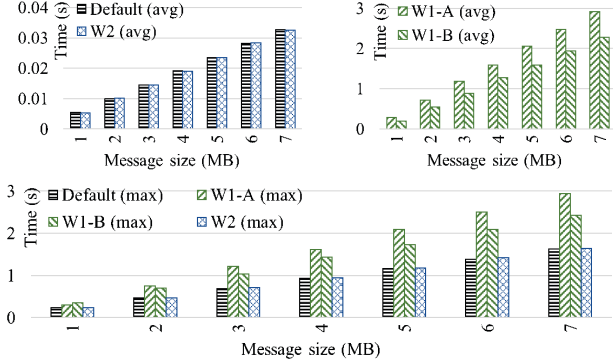 0.04
0.03
0.02
0.01
0
Time (s)
Default (avg)
W2 (avg)
1 2 3 4 5 6 7
Message size (MB)
3
2
1
0
Time (s)
W1-A (avg)
W1-B (avg)
1 2 3 4 5 6 7
Message size (MB)
3
2
1
0
Time (s)
Default (max) W1-A (max)
W1-B (max) W2 (max)
1 2 3 4 5 6 7
Message size (MB)